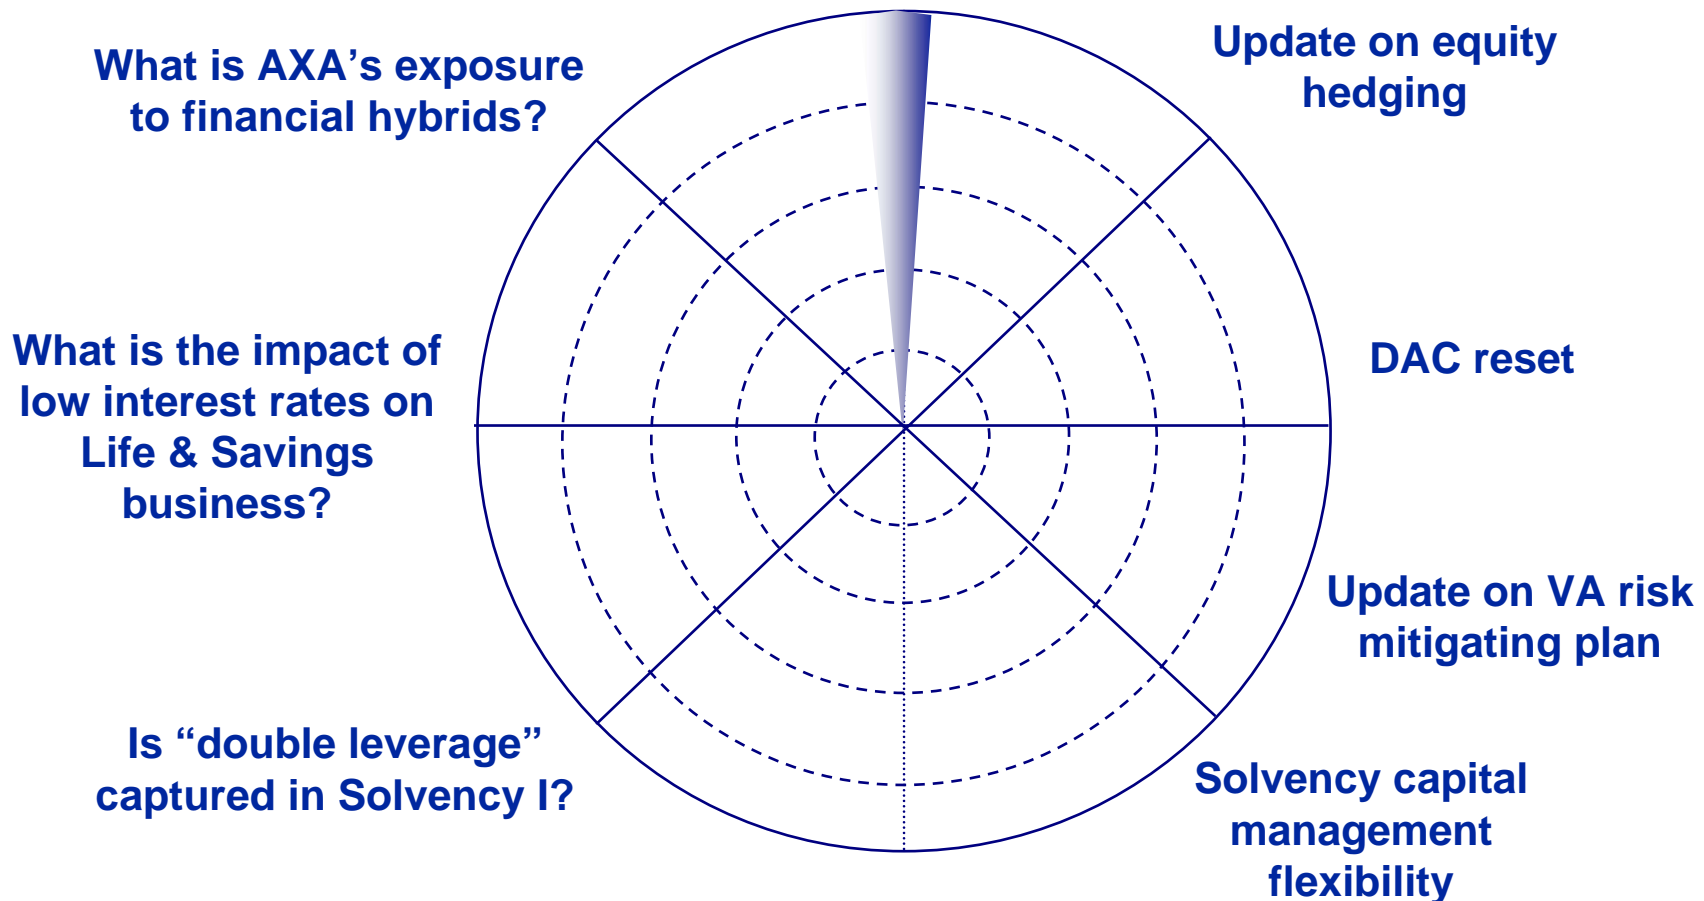 What is AXA’s exposure
to financial hybrids?
Update on equity
hedging
What is the impact of
low interest rates on
Life & Savings
business?
DAC reset
Update on VA risk
mitigating plan
Is “double leverage”
captured in Solvency I?
Solvency capital
management
flexibility